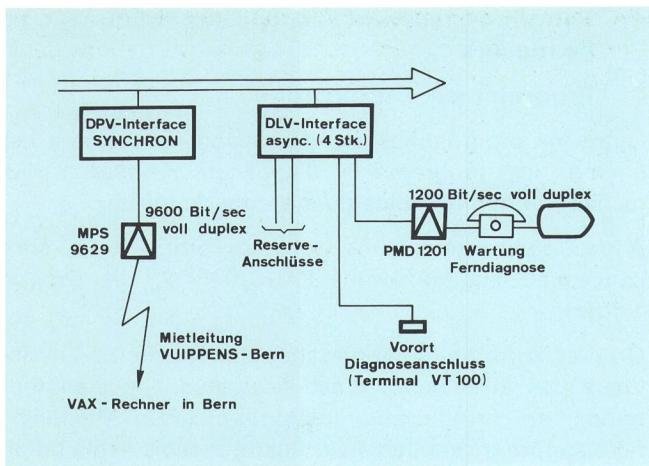 DPV-Interface
SYNCHRON
DLV-Interface
async. (4 Stk.)
MPS
9629
9600 Bit/sec
voll duplex
Reserve-
Anschlüsse
1200 Bit/sec voll duplex
PMD 1201
Wartung
Ferndiagnose
Mietleitung
VUIPPENS-Bern
VAX-Rechner in Bern
Vorort
Diagnoseanschluss
(Terminal VT 100)